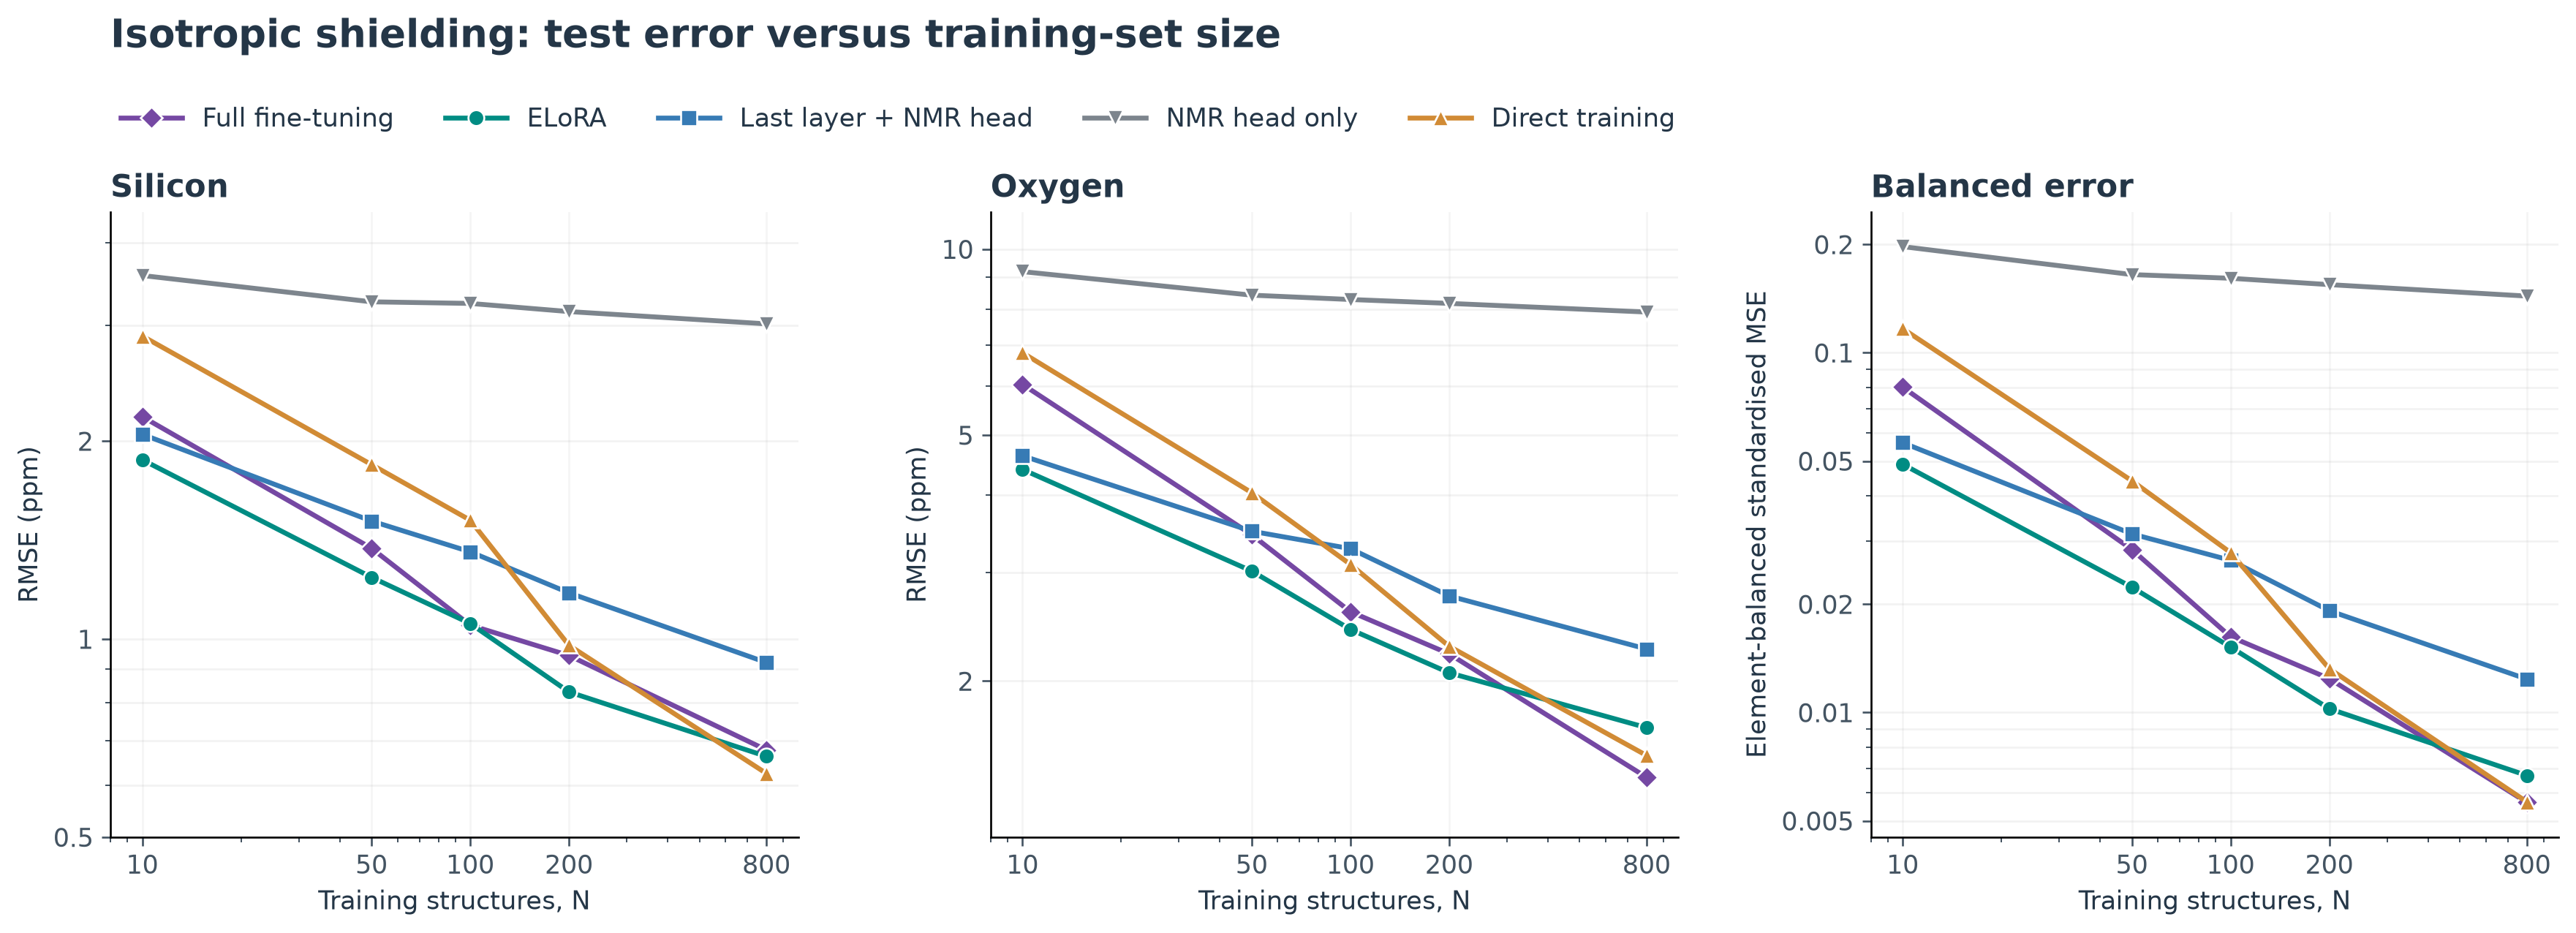 Isotropic shielding: test error versus training-set size
Full fine-tuning
ELoRA
Last layer + NMR head
NMR head only
Direct training
Silicon
RMSE (ppm)
2
1
0.5
10
50
100
200
800
Training structures, N
Oxygen
RMSE (ppm)
10
5
2
10
50
100
200
800
Training structures, N
Balanced error
Element-balanced standardised MSE
0.2
0.1
0.05
0.02
0.01
0.005
10
50
100
200
800
Training structures, N